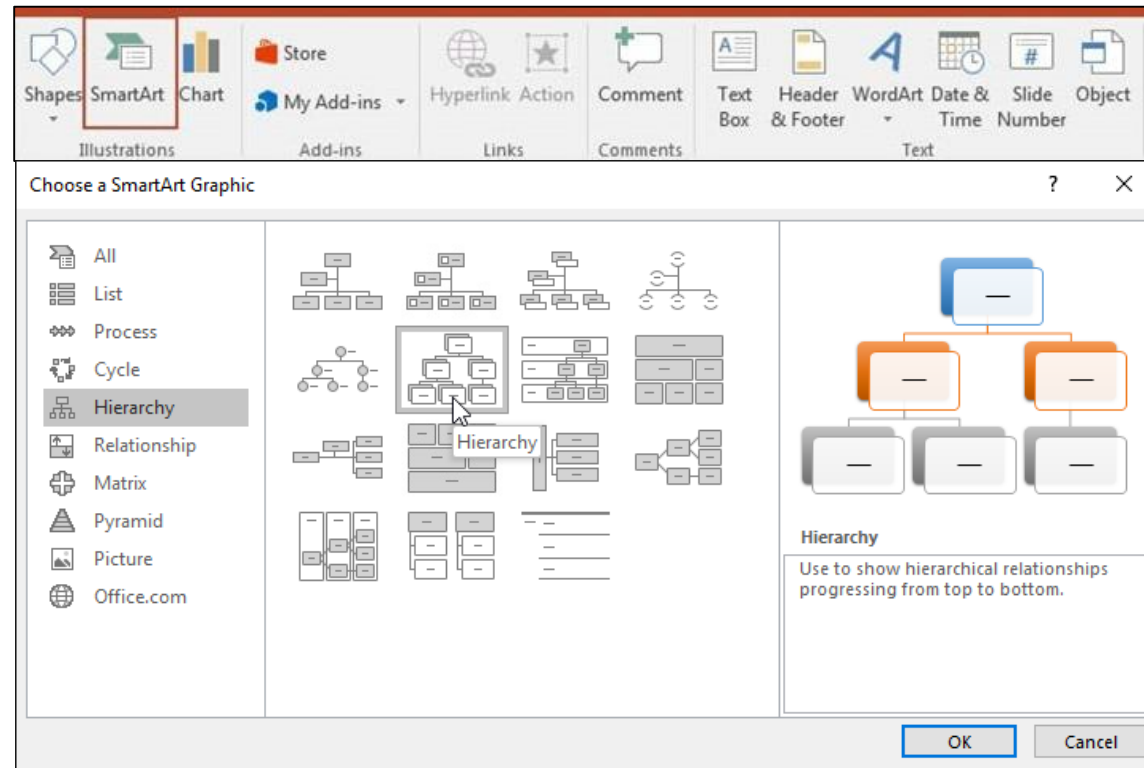 Shapes SmartArt Chart
Store
My Add-ins
Hyperlink Action
Comment
Text Box
Header & Footer
WordArt
Date & Time
Slide Number
Object
Illustrations
Add-ins
Links
Comments
Text
Choose a SmartArt Graphic
?
All
List
Process
Cycle
Hierarchy
Relationship
Matrix
Pyramid
Picture
Office.com
Hierarchy
Hierarchy
Use to show hierarchical relationships
progressing from top to bottom.
OK
Cancel